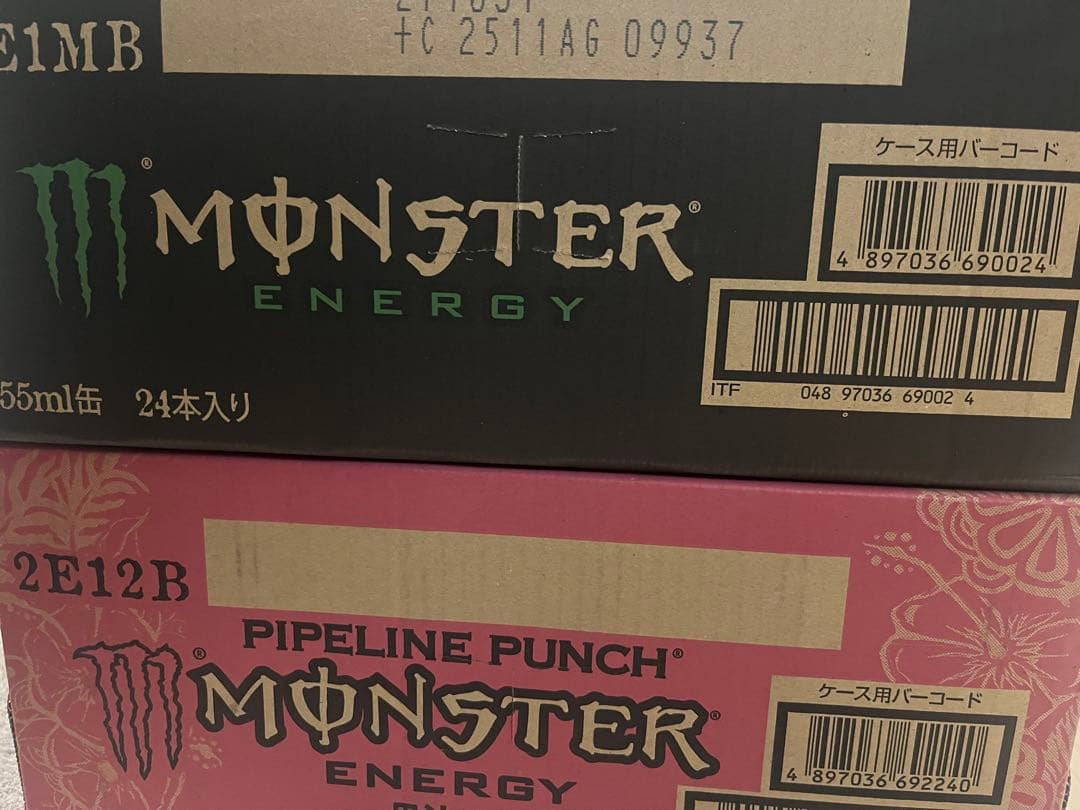 E1MB
+C 2511AG 09937
ケース用バーコード
® MONSTER®
4 897036 690024
ENERGY
ITF 048 97036 69002 4
55ml缶 24本入り
2E12B
PIPELINE PUNCH®
® MONSTER®
ケース用バーコード
ENERGY
4 897036 692240